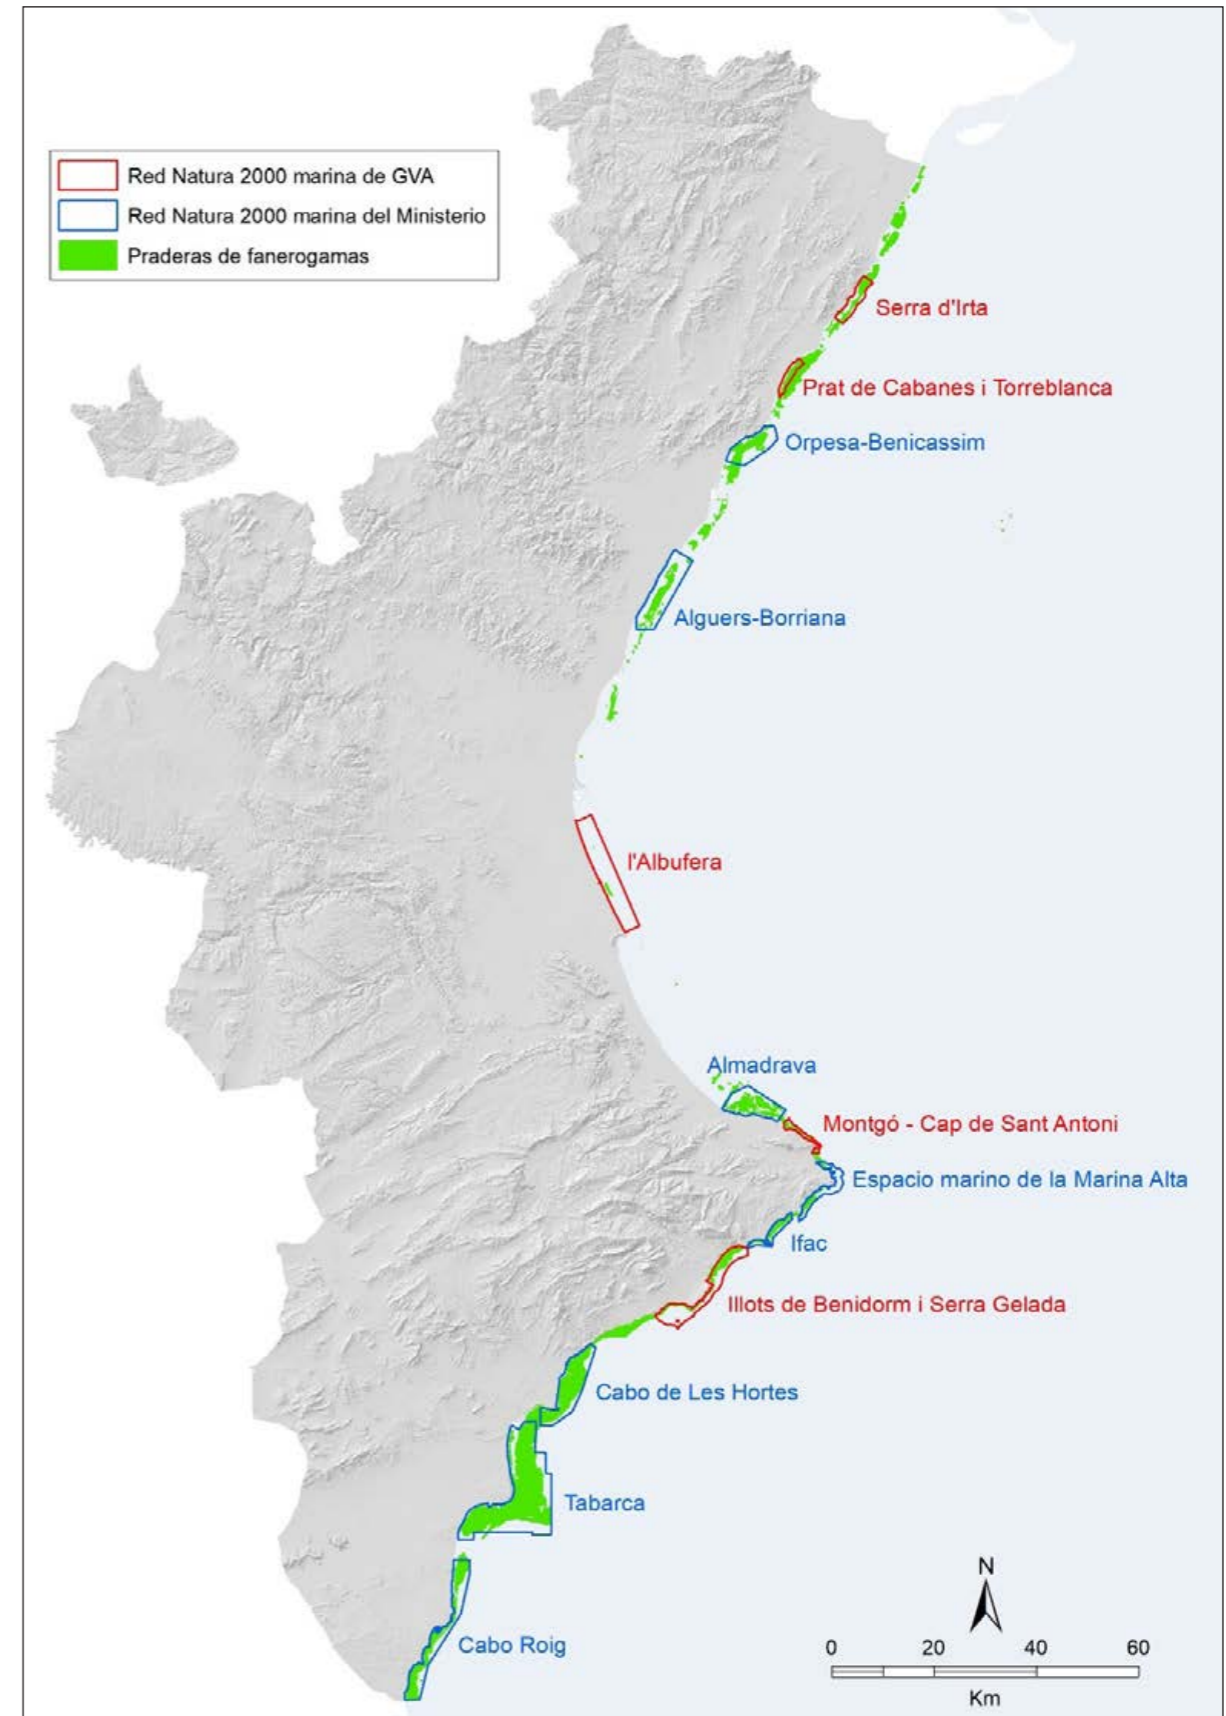 Red Natura 2000 marina de GVA
Red Natura 2000 marina del Ministerio
Praderas de fanerogamas
Serra d'Irta
Prat de Cabanes i Torreblanca
Orpesa-Benicassim
Alguers-Borriana
l'Albufera
Almadrava
Montgó - Cap de Sant Antoni
Espacio marino de la Marina Alta
Ifac
Illots de Benidorm i Serra Gelada
Cabo de Les Hortes
Tabarca
Cabo Roig
N
0 20 40 60
Km